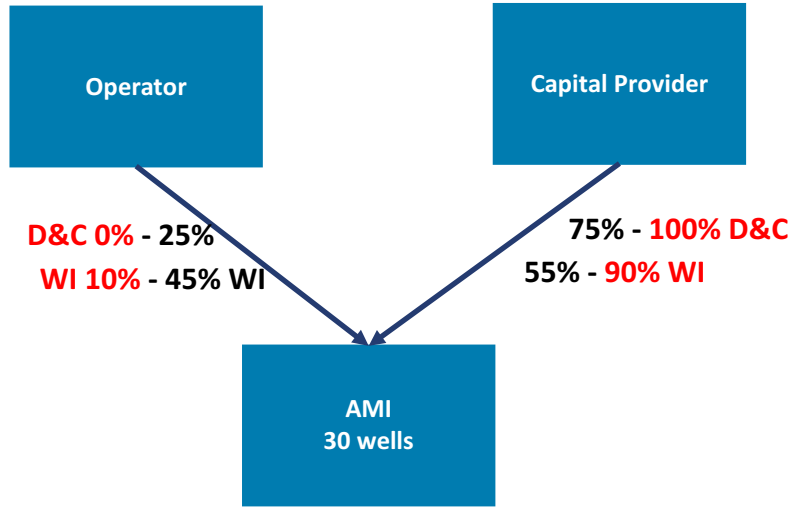 Operator
Capital Provider
D&C 0% - 25%
WI 10% - 45% WI
75% - 100% D&C
55% - 90% WI
AMI
30 wells